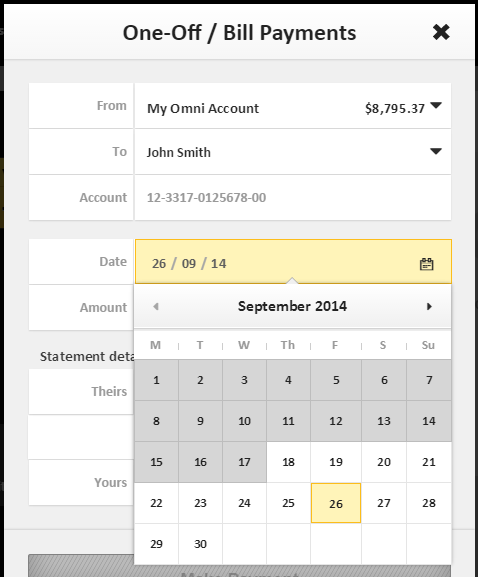 One-Off / Bill Payments
From My Omni Account $8,795.37
To John Smith
Account 12-3317-0125678-00
Date 26 / 09 / 14
Amount
September 2014
M T W Th F S Su
Statement deta
1 2 3 4 5 6 7
Theirs
8 9 10 11 12 13 14
15 16 17 18 19 20 21
Yours
22 23 24 25 26 27 28
29 30
Make Payment